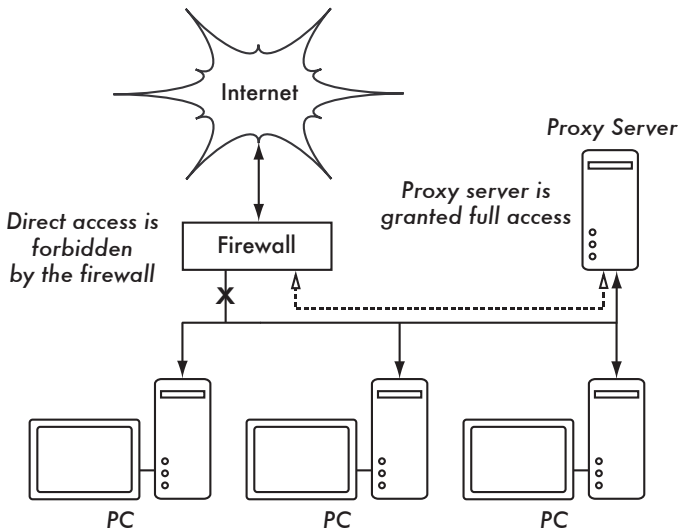 Internet
Proxy Server
Proxy server is
granted full access
Direct access is
forbidden
by the firewall
Firewall
X
PC
PC
PC